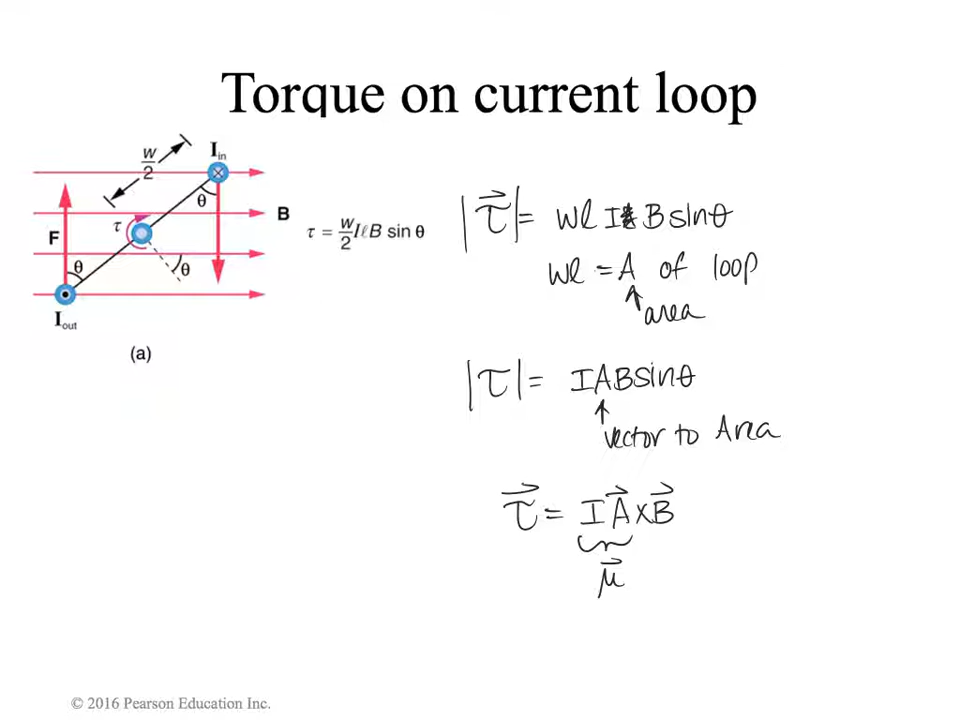 Torque on current loop
w/2
I_in
θ
B
τ
F
θ
θ
I_out
(a)
τ = w/2 IℓB sin θ
|τ⃗| = wl I B sinθ
wl = A of loop
↑ area
|τ| = IABsinθ
↑
vector to Area
τ⃗ = IA⃗×B⃗
μ⃗
© 2016 Pearson Education Inc.